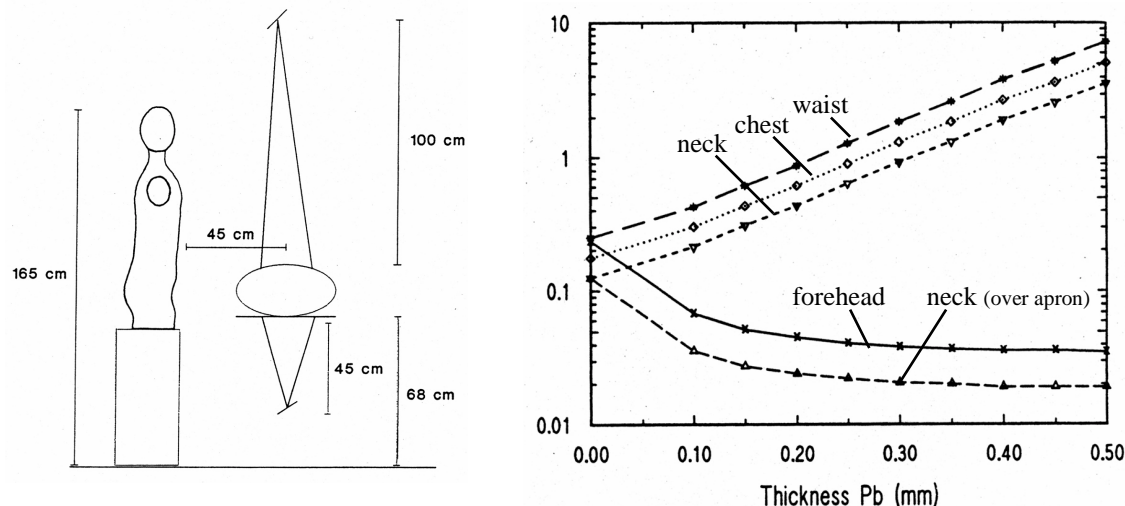 100 cm
45 cm
165 cm
45 cm
68 cm
10
1
0.1
0.01
waist
chest
neck
forehead
neck (over apron)
0.00 0.10 0.20 0.30 0.40 0.50
Thickness Pb (mm)